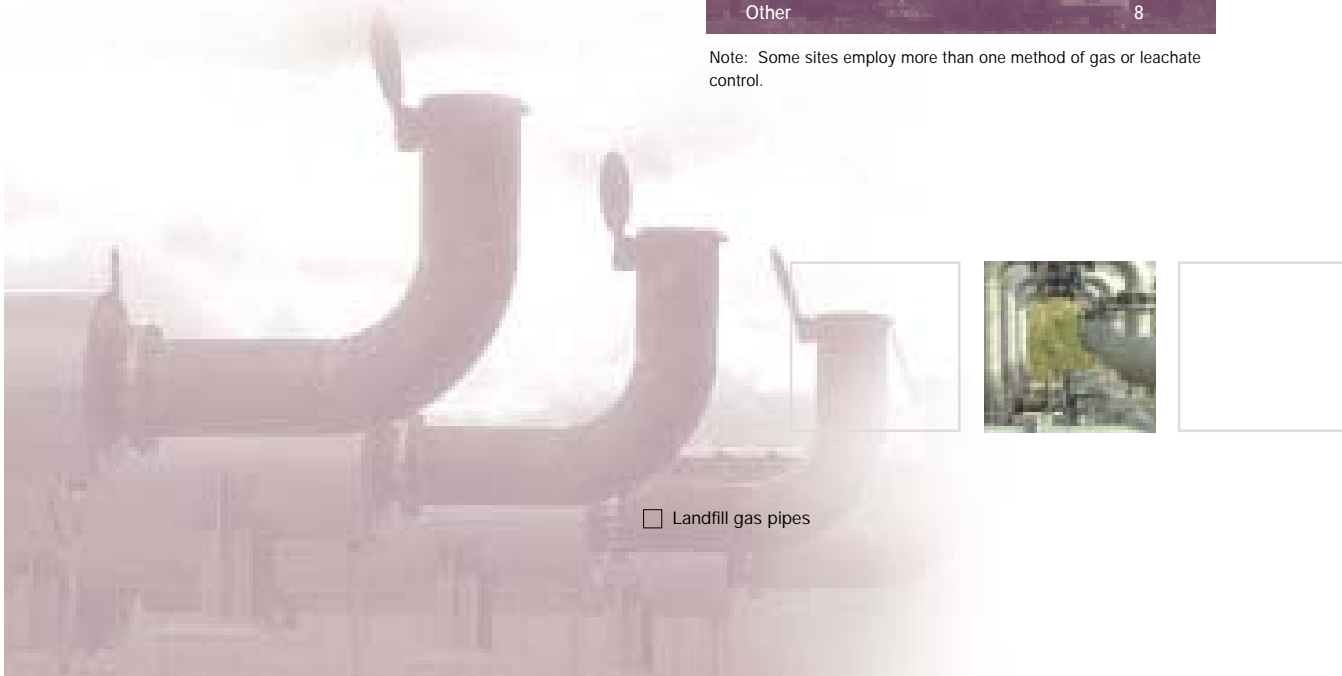 Other 8
Note: Some sites employ more than one method of gas or leachate
control.
Landfill gas pipes